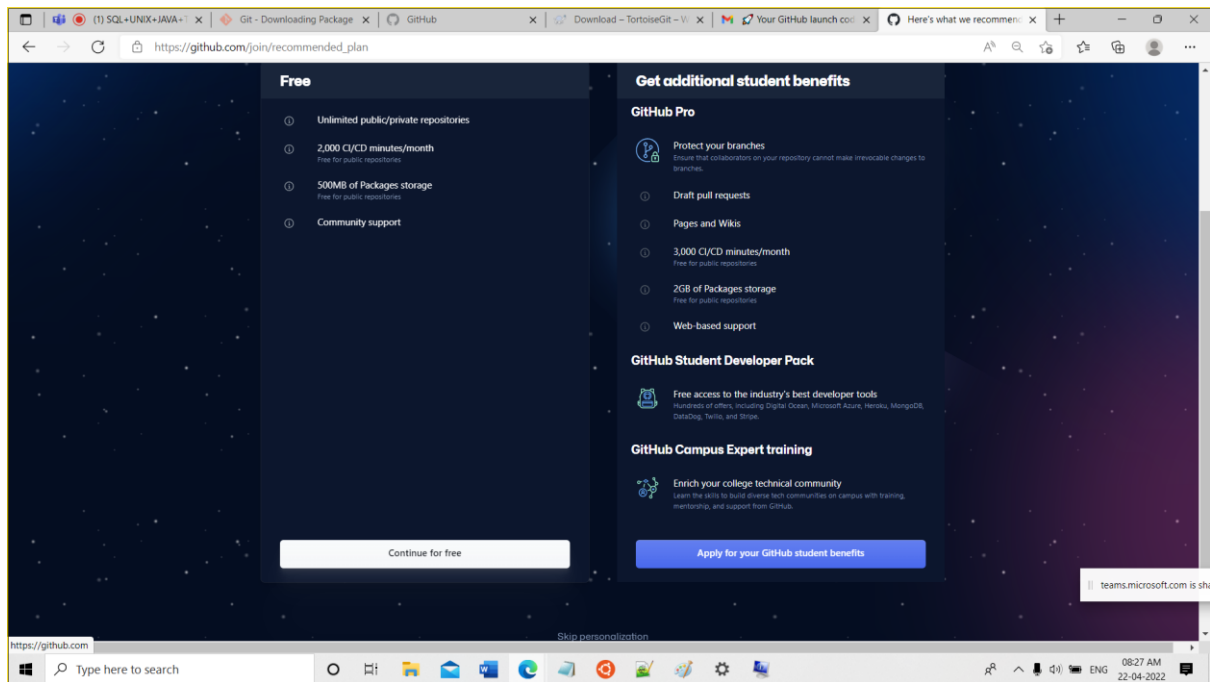 (1) SQL+UNIX+JAVA+T
Git - Downloading Package
GitHub
Download – TortoiseGit – W
Your GitHub launch cod
Here's what we recommend
https://github.com/join/recommended_plan
Free
Unlimited public/private repositories
2,000 CI/CD minutes/month
Free for public repositories
500MB of Packages storage
Free for public repositories
Community support
Continue for free
Get additional student benefits
GitHub Pro
Protect your branches
Ensure that collaborators on your repository cannot make irrevocable changes to
branches.
Draft pull requests
Pages and Wikis
3,000 CI/CD minutes/month
Free for public repositories
2GB of Packages storage
Free for public repositories
Web-based support
GitHub Student Developer Pack
Free access to the industry's best developer tools
Hundreds of offers, including Digital Ocean, Microsoft Azure, Heroku, MongoDB,
DataDog, Twilio, and Stripe.
GitHub Campus Expert training
Enrich your college technical community
Learn the skills to build diverse tech communities on campus with training,
mentorship, and support from GitHub.
Apply for your GitHub student benefits
teams.microsoft.com is sha
Skip personalization
https://github.com
Type here to search
ENG
08:27 AM
22-04-2022